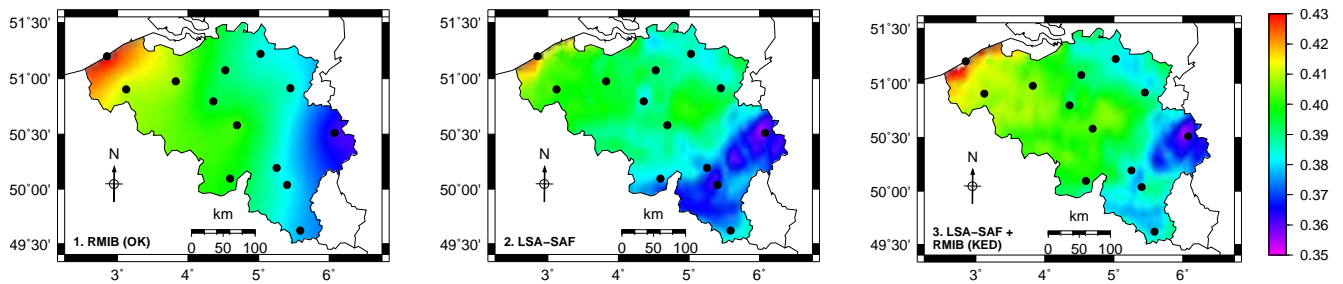 51°30'
51°00'
50°30'
50°00'
49°30'
N
km
0 50 100
1. RMIB (OK)
3° 4° 5° 6°
51°30'
51°00'
50°30'
50°00'
49°30'
N
km
0 50 100
2. LSA−SAF
3° 4° 5° 6°
51°30'
51°00'
50°30'
50°00'
49°30'
N
km
0 50 100
3. LSA−SAF +
RMIB (KED)
3° 4° 5° 6°
0.43
0.42
0.41
0.40
0.39
0.38
0.37
0.36
0.35